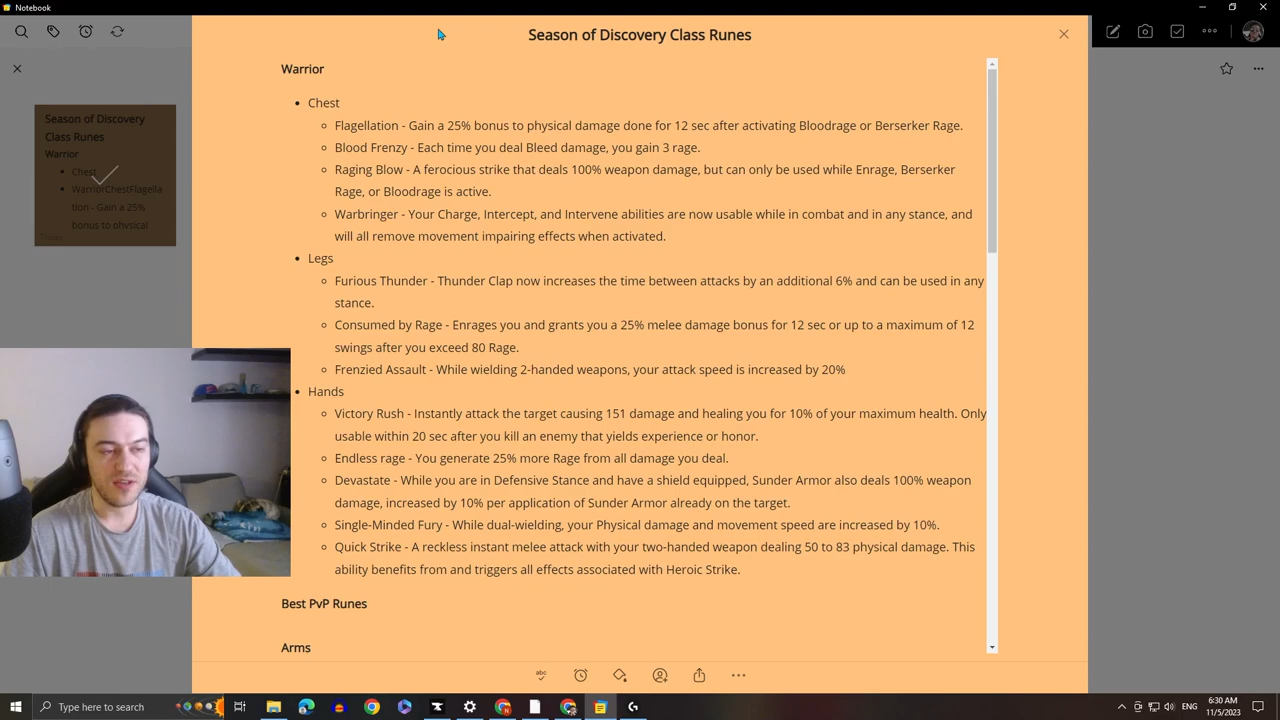 Notebook
Season of Discovery Class Runes
Warrior
Chest
Flagellation - Gain a 25% bonus to physical damage done for 12 sec after activating Bloodrage or Berserker Rage.
Blood Frenzy - Each time you deal Bleed damage, you gain 3 rage.
Raging Blow - A ferocious strike that deals 100% weapon damage, but can only be used while Enrage, Berserker
Rage, or Bloodrage is active.
Warbringer - Your Charge, Intercept, and Intervene abilities are now usable while in combat and in any stance, and
will all remove movement impairing effects when activated.
Legs
Furious Thunder - Thunder Clap now increases the time between attacks by an additional 6% and can be used in any
stance.
Consumed by Rage - Enrages you and grants you a 25% melee damage bonus for 12 sec or up to a maximum of 12
swings after you exceed 80 Rage.
Frenzied Assault - While wielding 2-handed weapons, your attack speed is increased by 20%
Hands
Victory Rush - Instantly attack the target causing 151 damage and healing you for 10% of your maximum health. Only
usable within 20 sec after you kill an enemy that yields experience or honor.
Endless rage - You generate 25% more Rage from all damage you deal.
Devastate - While you are in Defensive Stance and have a shield equipped, Sunder Armor also deals 100% weapon
damage, increased by 10% per application of Sunder Armor already on the target.
Single-Minded Fury - While dual-wielding, your Physical damage and movement speed are increased by 10%.
Quick Strike - A reckless instant melee attack with your two-handed weapon dealing 50 to 83 physical damage. This
ability benefits from and triggers all effects associated with Heroic Strike.
Best PvP Runes
Arms
Season of Discovery
Class Runes
Warrior
Chest
WarriorChestFlagella
tion - Gain a 25%
bonus to physical
abc
Type here to search
ENG
6:30 AM
11/5/2023